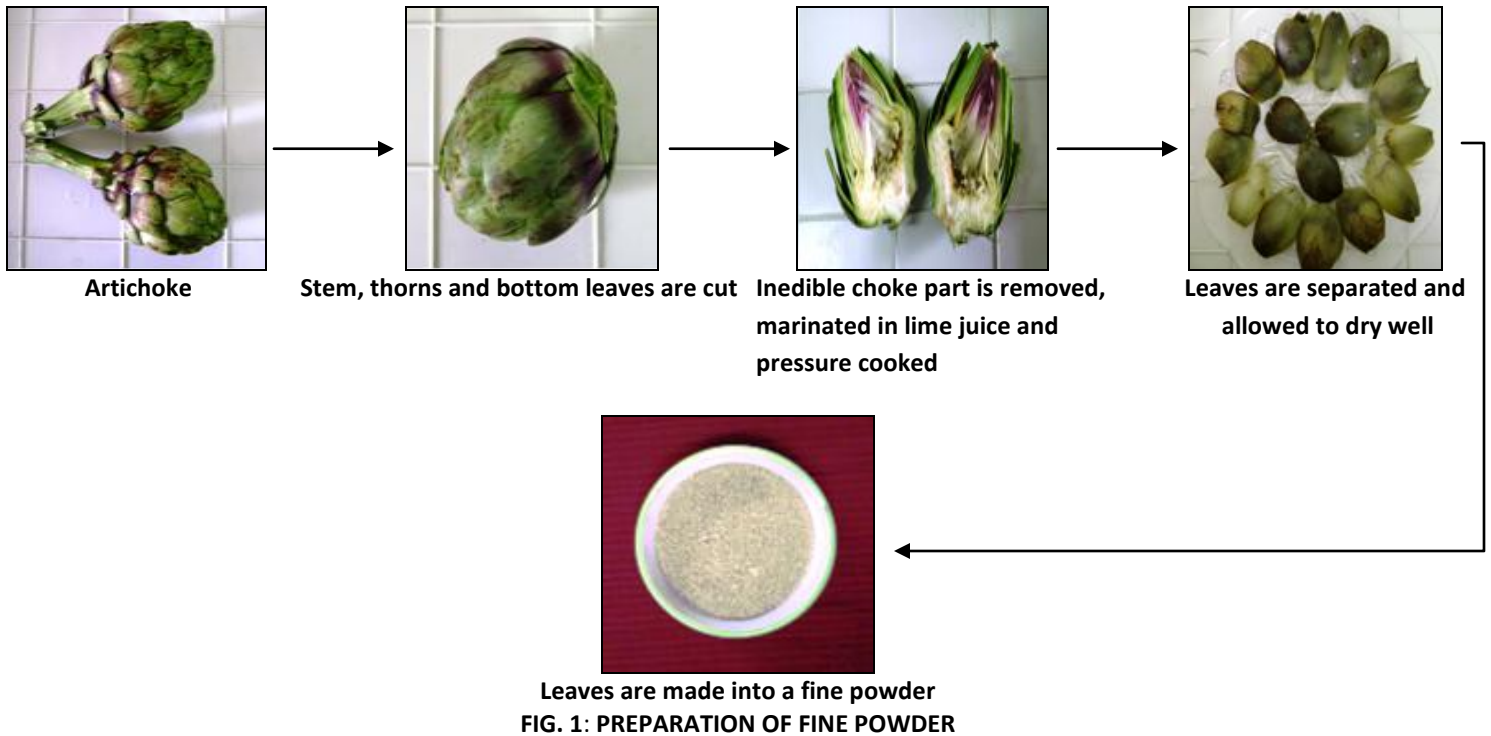 Artichoke
Stem, thorns and bottom leaves are cut
Inedible choke part is removed,
marinated in lime juice and
pressure cooked
Leaves are separated and
allowed to dry well
Leaves are made into a fine powder
FIG. 1: PREPARATION OF FINE POWDER